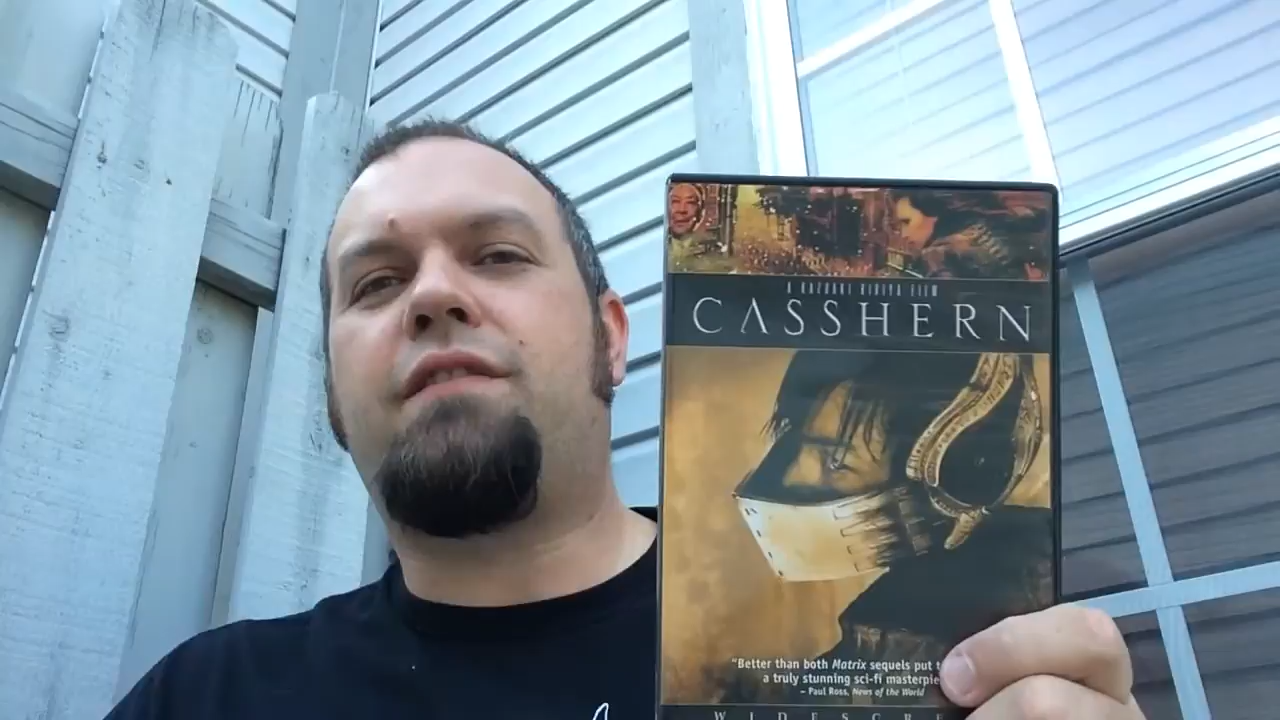 A KAZUAKI KIRIYA FILM
CASSHERN
"Better than both Matrix sequels put
a truly stunning sci-fi
– Paul Ross, News of the World